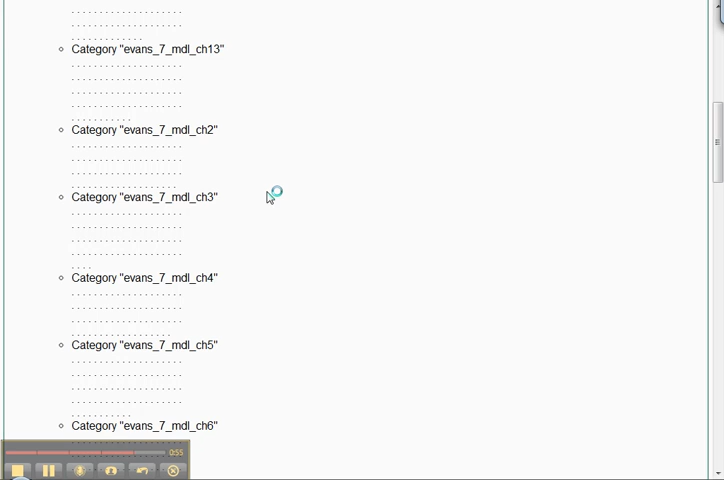 . . . . . . . . . . . . . . . . . . . .
. . . . . . . . . . . . . . . . . . . .
. . . . . . . . . . . . .
Category "evans_7_mdl_ch13"
. . . . . . . . . . . . . . . . . . . .
. . . . . . . . . . . . . . . . . . . .
. . . . . . . . . . . . . . . . . . . .
. . . . . . . . . . . . . . . . . . . .
. . . . . . . . . . .
Category "evans_7_mdl_ch2"
. . . . . . . . . . . . . . . . . . . .
. . . . . . . . . . . . . . . . . . . .
. . . . . . . . . . . . . . . . . . . .
. . . . . . . . . . . . . . . . . . .
Category "evans_7_mdl_ch3"
. . . . . . . . . . . . . . . . . . . .
. . . . . . . . . . . . . . . . . . . .
. . . . . . . . . . . . . . . . . . . .
. . . . . . . . . . . . . . . . . . . .
. . . .
Category "evans_7_mdl_ch4"
. . . . . . . . . . . . . . . . . . . .
. . . . . . . . . . . . . . . . . . . .
. . . . . . . . . . . . . . . . . . . .
. . . . . . . . . . . . . . . . . .
Category "evans_7_mdl_ch5"
. . . . . . . . . . . . . . . . . . . .
. . . . . . . . . . . . . . . . . . . .
. . . . . . . . . . . . . . . . . . . .
. . . . . . . . . . . . . . . . . . . .
. . . . . . . . . . .
Category "evans_7_mdl_ch6"
0:55